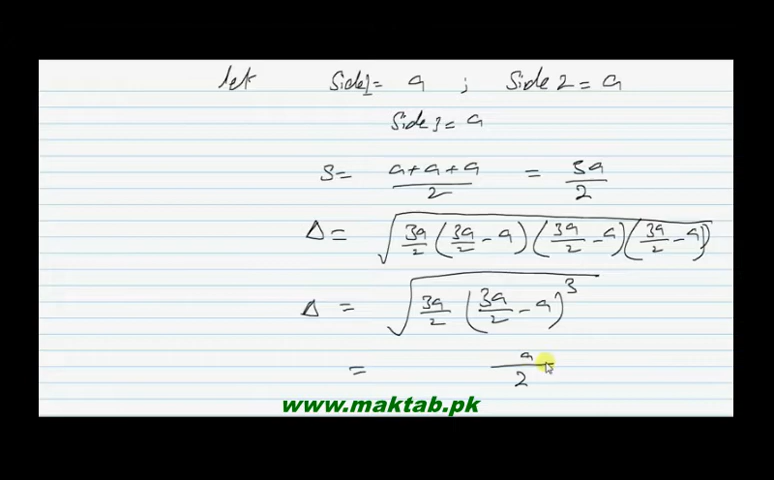 let Side1 = a ; Side 2 = a
Side3 = a
S = a + a + a / 2 = 3a / 2
Δ = √(3a/2 (3a/2 - a) (3a/2 - a) (3a/2 - a))
Δ = √(3a/2 (3a/2 - a)³)
= a/2
www.maktab.pk